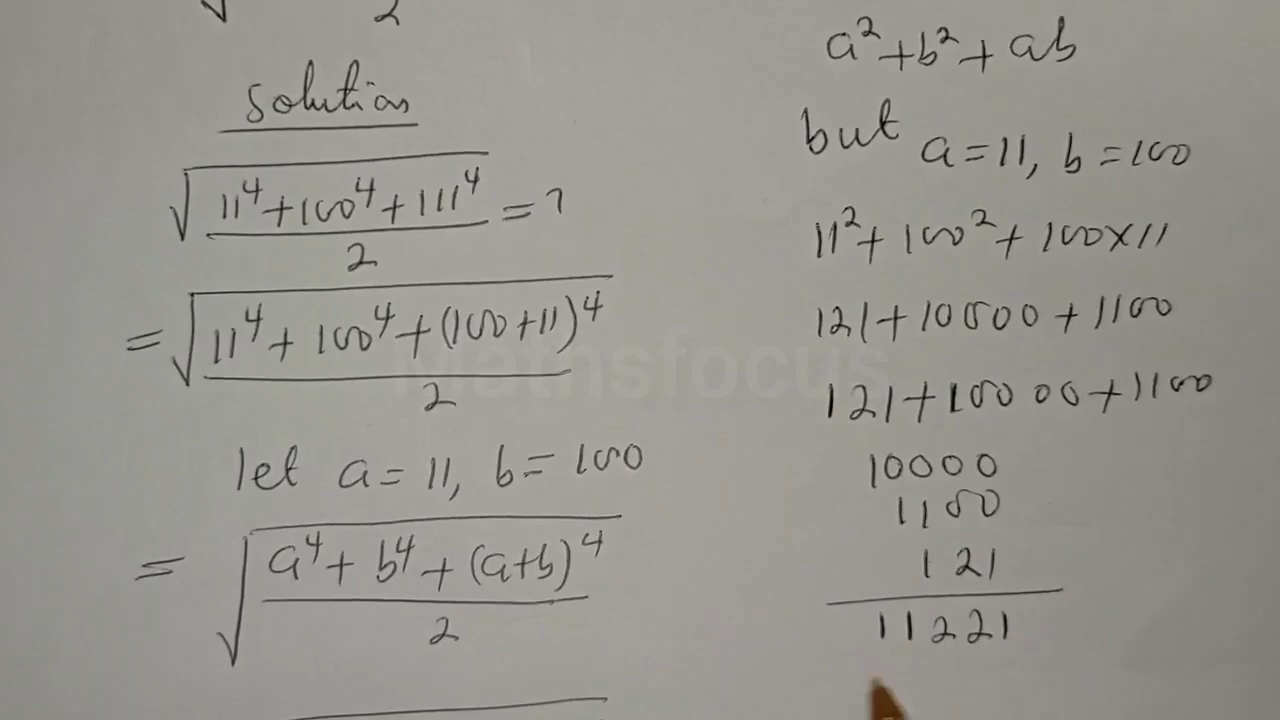 √ 2
Solution
√((11⁴+100⁴+111⁴)/2) = ?
= √((11⁴+100⁴+(100+11)⁴)/2)
let a=11, b=100
= √((a⁴+b⁴+(a+b)⁴)/2)
a²+b²+ab
but a=11, b=100
11²+100²+100×11
121+10000+1100
121+10000+1100
10000
1100
121
11221
Mathsfocus